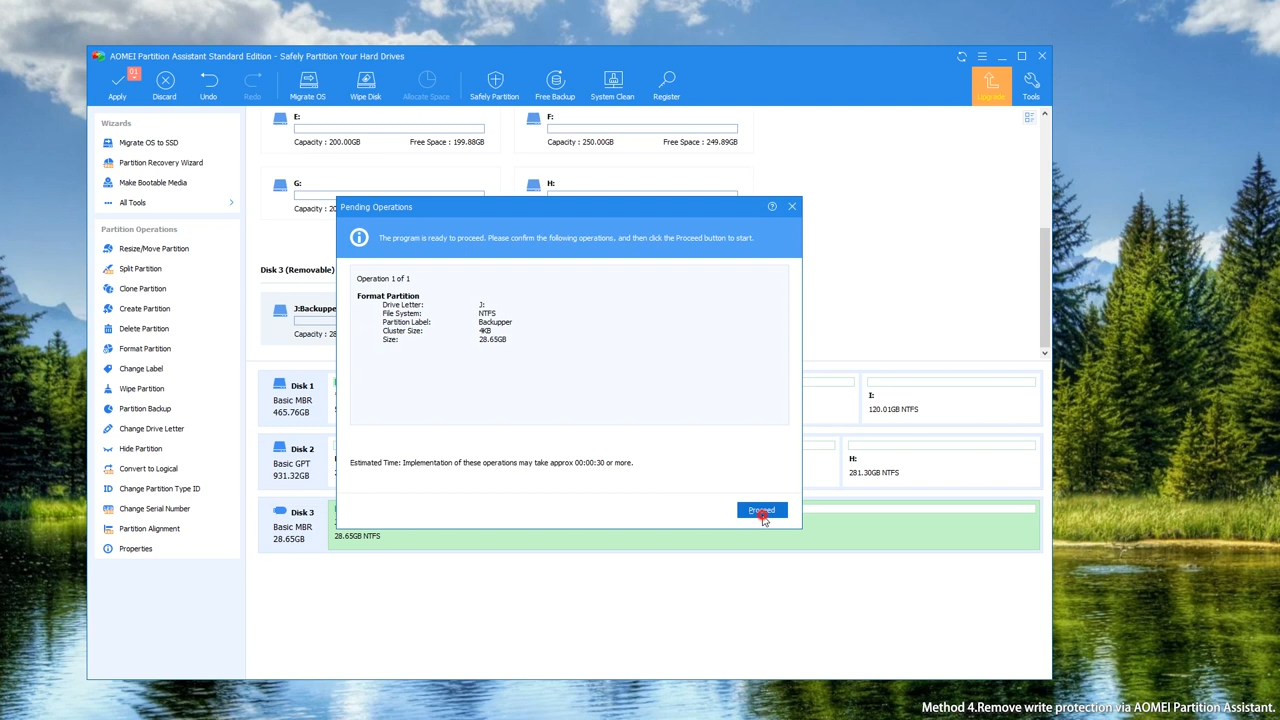 AOMEI Partition Assistant Standard Edition - Safely Partition Your Hard Drives
01
Apply
Discard
Undo
Redo
Migrate OS
Wipe Disk
Allocate Space
Safely Partition
Free Backup
System Clean
Register
Upgrade
Tools
Wizards
Migrate OS to SSD
Partition Recovery Wizard
Make Bootable Media
All Tools
Partition Operations
Resize/Move Partition
Split Partition
Clone Partition
Create Partition
Delete Partition
Format Partition
Change Label
Wipe Partition
Partition Backup
Change Drive Letter
Hide Partition
Convert to Logical
Change Partition Type ID
Change Serial Number
Partition Alignment
Properties
E:
Capacity : 200.00GB Free Space : 199.88GB
F:
Capacity : 250.00GB Free Space : 249.89GB
G:
Capacity : 20
H:
Disk 3 (Removable)
J:Backuppe
Capacity : 28
Pending Operations
The program is ready to proceed. Please confirm the following operations, and then click the Proceed button to start.
Operation 1 of 1
Format Partition
Drive Letter: J:
File System: NTFS
Partition Label: Backupper
Cluster Size: 4KB
Size: 28.65GB
Estimated Time: Implementation of these operations may take approx 00:00:30 or more.
Proceed
Disk 1
Basic MBR
465.76GB
I:
120.01GB NTFS
Disk 2
Basic GPT
931.32GB
H:
281.30GB NTFS
Disk 3
Basic MBR
28.65GB
28.65GB NTFS
Method 4.Remove write protection via AOMEI Partition Assistant.